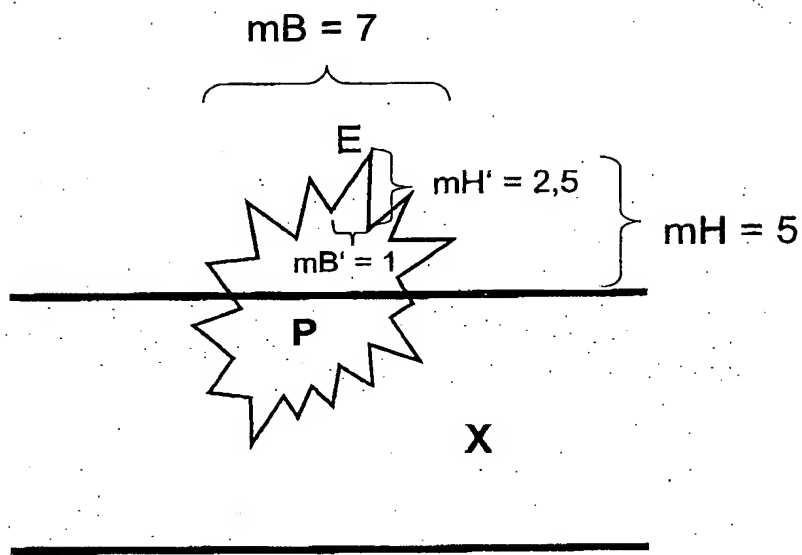 mB = 7
E
mH' = 2,5
mH = 5
mB' = 1
P
X